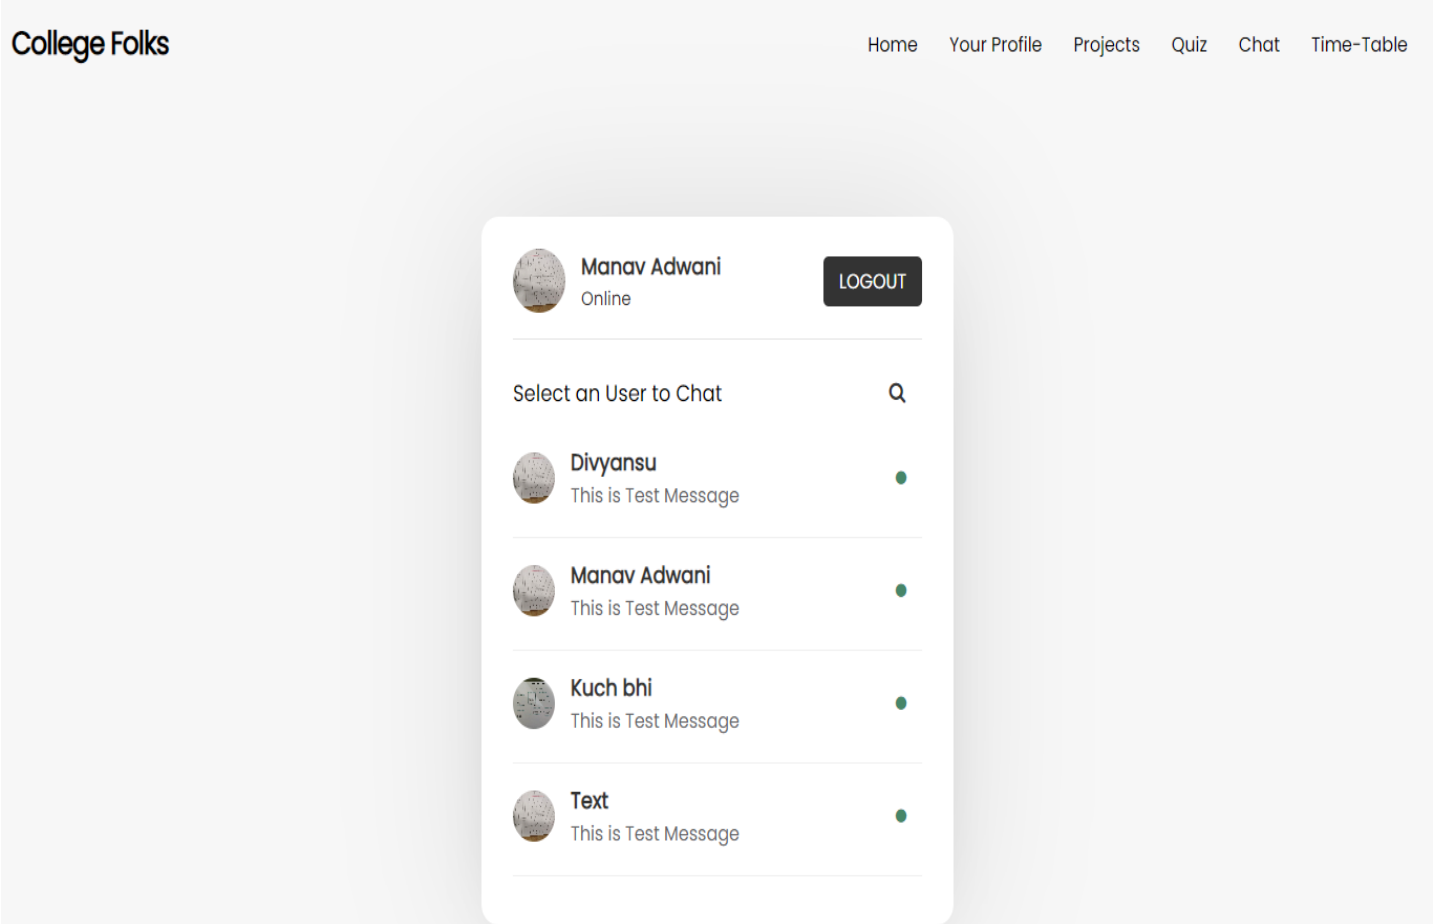 College Folks
Home Your Profile Projects Quiz Chat Time-Table
Manav Adwani
Online
LOGOUT
Select an User to Chat
Divyansu
This is Test Message
Manav Adwani
This is Test Message
Kuch bhi
This is Test Message
Text
This is Test Message